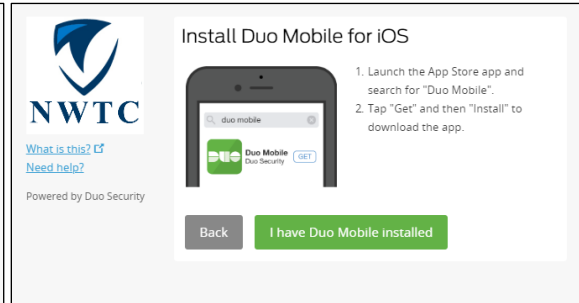 NWTC
What is this?
Need help?
Powered by Duo Security
Install Duo Mobile for iOS
duo mobile
DUO
Duo Mobile
Duo Security
GET
1. Launch the App Store app and
search for "Duo Mobile".
2. Tap "Get" and then "Install" to
download the app.
Back
I have Duo Mobile installed